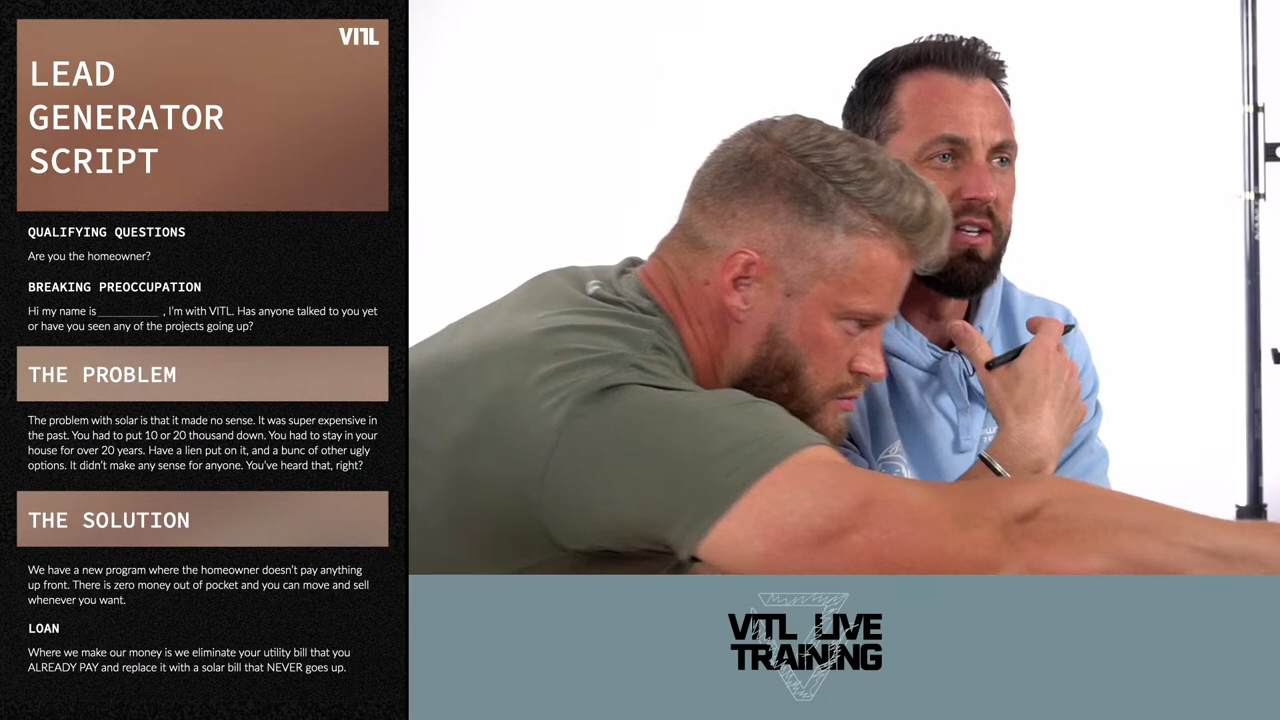 VITL
LEAD
GENERATOR
SCRIPT
QUALIFYING QUESTIONS
Are you the homeowner?
BREAKING PREOCCUPATION
Hi my name is__________ , I'm with VITL. Has anyone talked to you yet
or have you seen any of the projects going up?
THE PROBLEM
The problem with solar is that it made no sense. It was super expensive in
the past. You had to put 10 or 20 thousand down. You had to stay in your
house for over 20 years. Have a lien put on it, and a bunc of other ugly
options. It didn't make any sense for anyone. You've heard that, right?
THE SOLUTION
We have a new program where the homeowner doesn't pay anything
up front. There is zero money out of pocket and you can move and sell
whenever you want.
LOAN
Where we make our money is we eliminate your utility bill that you
ALREADY PAY and replace it with a solar bill that NEVER goes up.
VITL LIVE
TRAINING